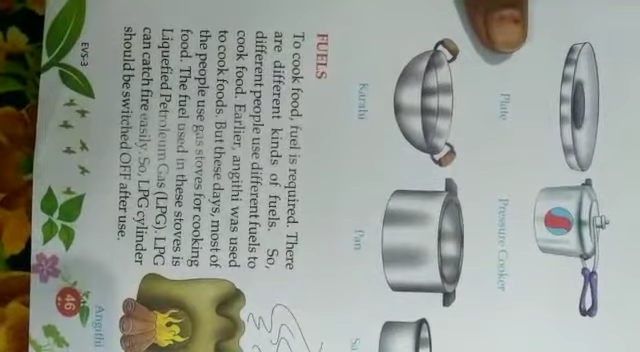 Plate
Pressure Cooker
Karahi
Pan
FUELS
To cook food, fuel is required. There
are different kinds of fuels. So,
different people use different fuels to
cook food. Earlier, angithi was used
to cook foods. But these days, most of
the people use gas stoves for cooking
food. The fuel used in these stoves is
Liquefied Petroleum Gas (LPG). LPG
can catch fire easily. So, LPG cylinder
should be switched OFF after use.
Angithi
EVS-3
46